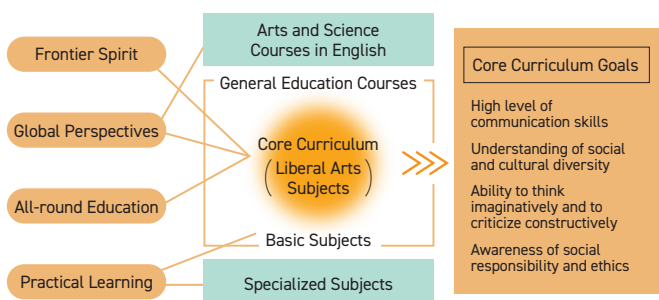 Frontier Spirit
Global Perspectives
All-round Education
Practical Learning
Arts and Science
Courses in English
General Education Courses
Core Curriculum
(Liberal Arts
Subjects)
Basic Subjects
Specialized Subjects
Core Curriculum Goals
High level of
communication skills
Understanding of social
and cultural diversity
Ability to think
imaginatively and to
criticize constructively
Awareness of social
responsibility and ethics